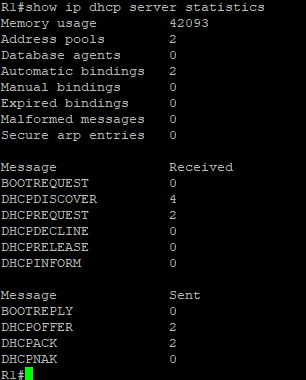 R1#show ip dhcp server statistics
Memory usage 42093
Address pools 2
Database agents 0
Automatic bindings 2
Manual bindings 0
Expired bindings 0
Malformed messages 0
Secure arp entries 0
Message Received
BOOTREQUEST 0
DHCPDISCOVER 4
DHCPREQUEST 2
DHCPDECLINE 0
DHCPRELEASE 0
DHCPINFORM 0
Message Sent
BOOTREPLY 0
DHCPOFFER 2
DHCPACK 2
DHCPNAK 0
R1#